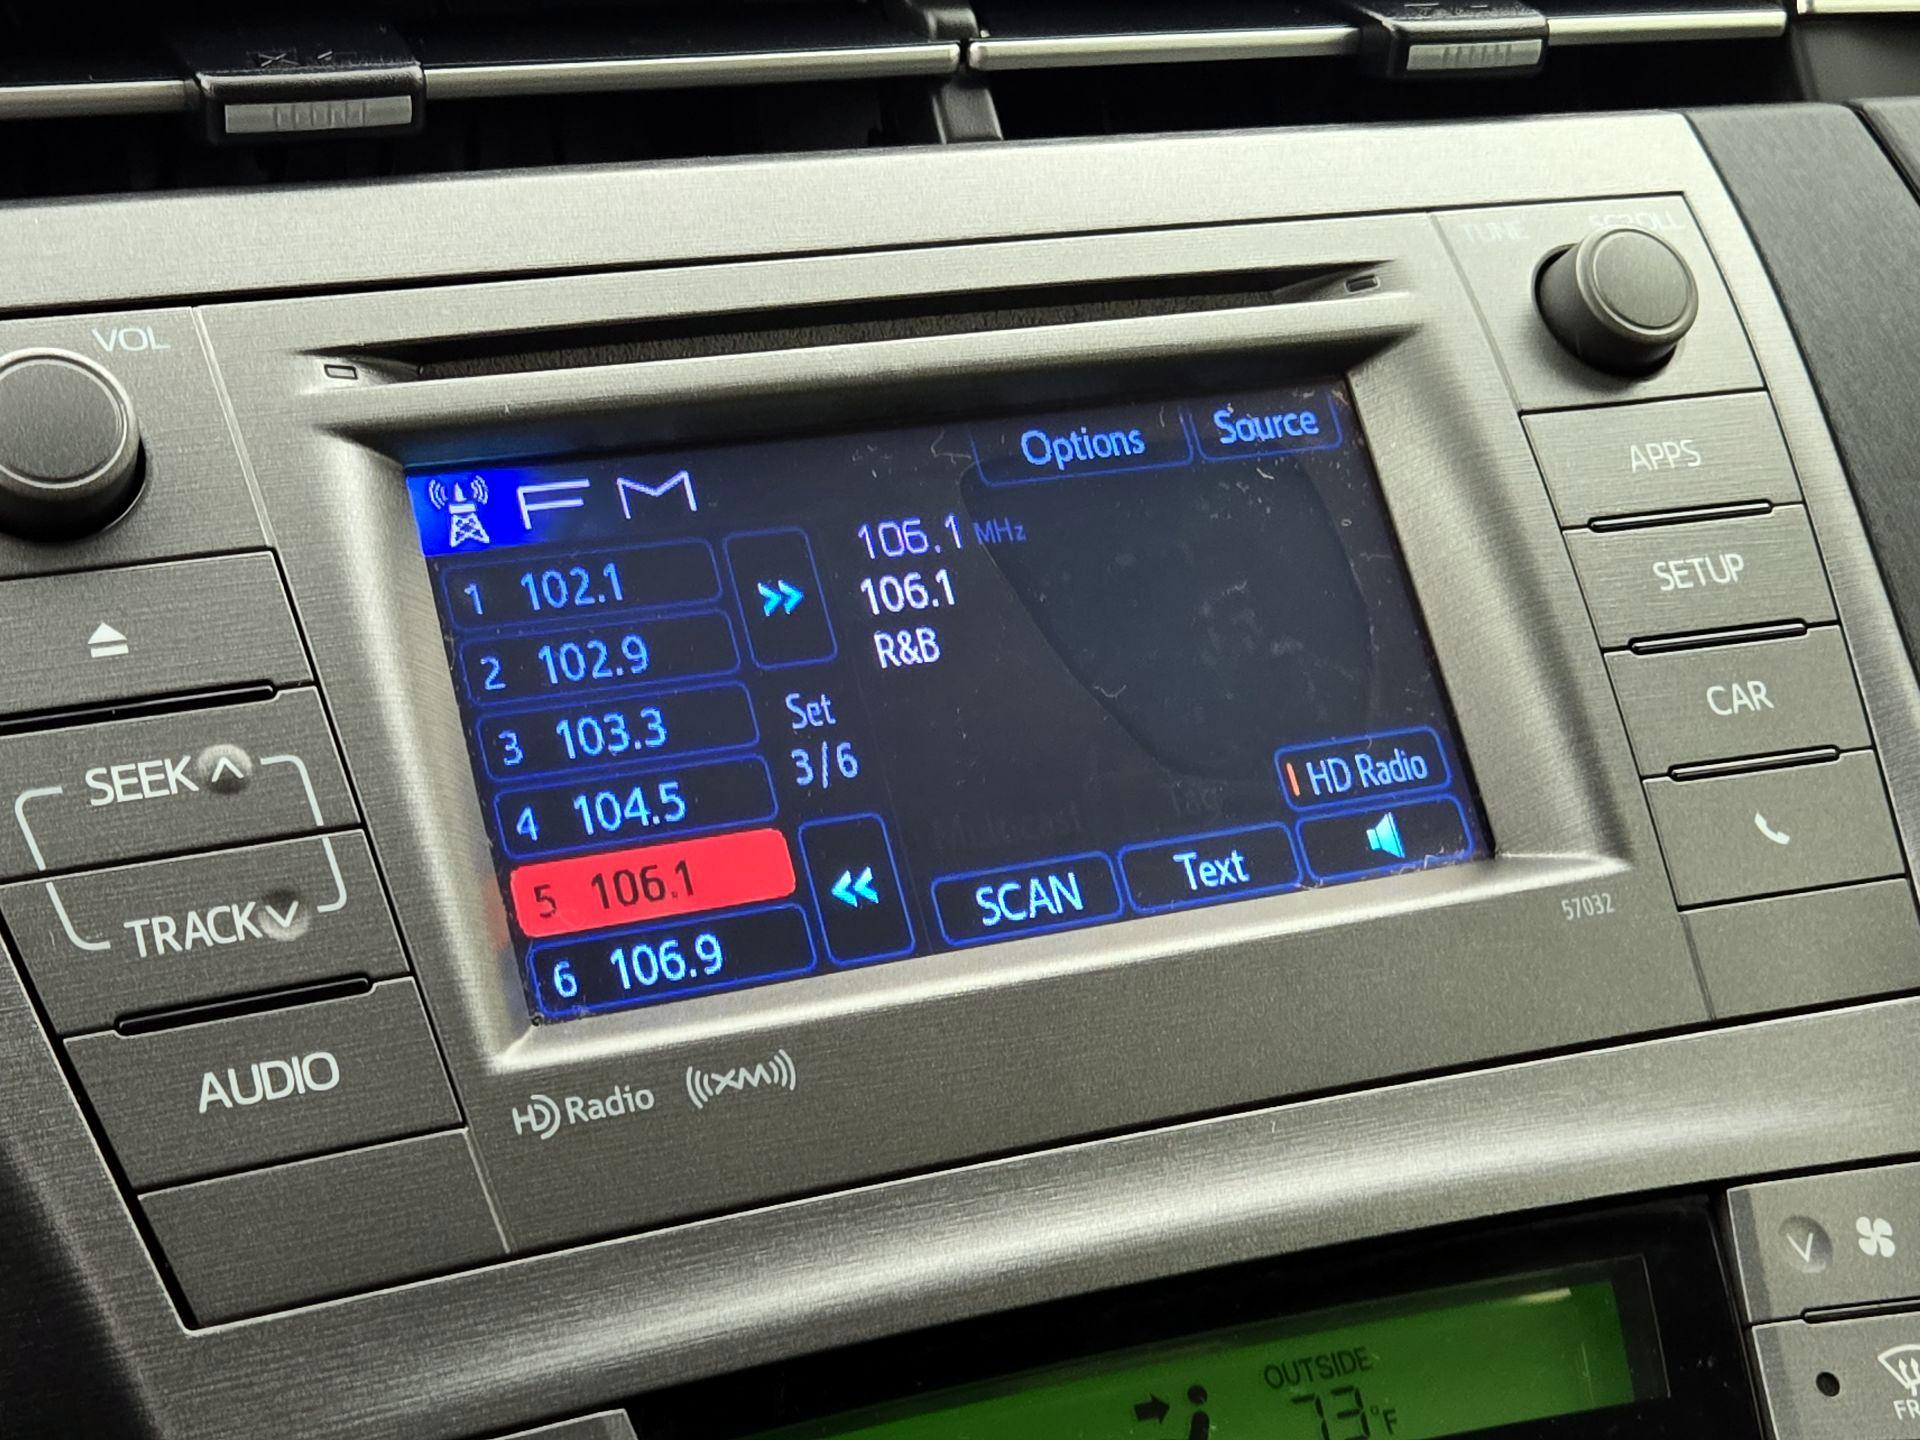 VOL
TUNE SCROLL
FM
Options
Source
1 102.1
2 102.9
3 103.3
4 104.5
5 106.1
6 106.9
Set
3/6
106.1 MHz
106.1
R&B
HD Radio
SCAN
Text
SEEK
TRACK
AUDIO
APPS
SETUP
CAR
57032
HD Radio
((XM))
OUTSIDE
73°F